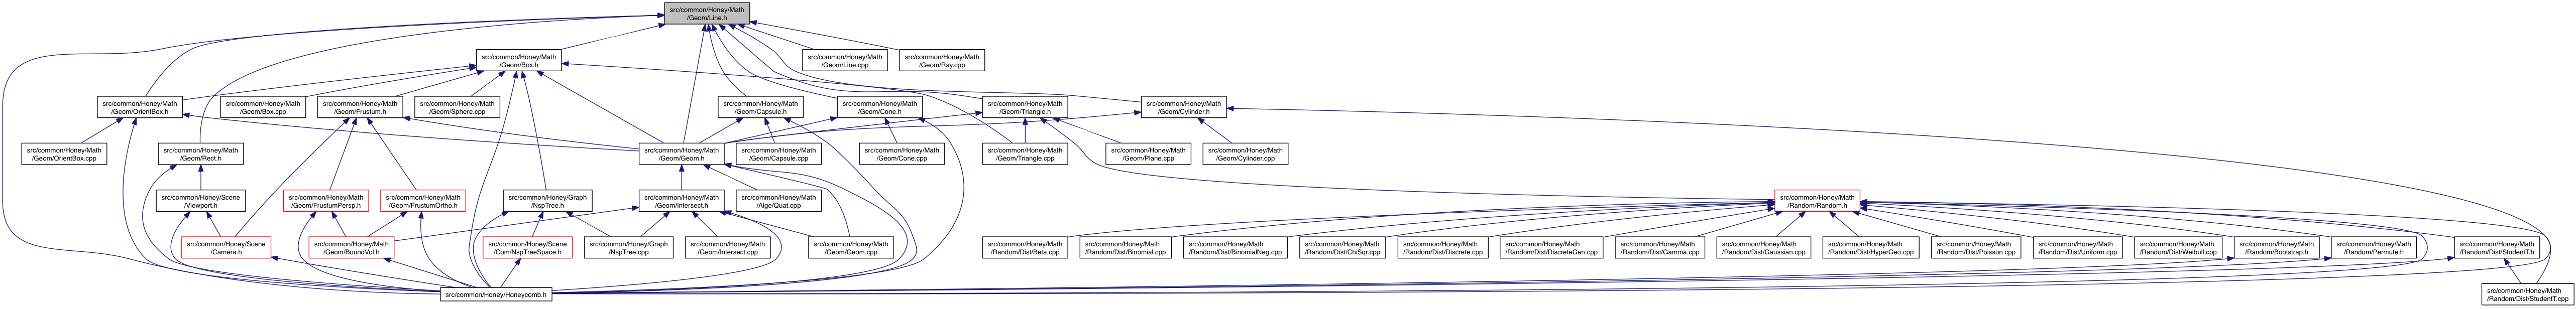 src/common/Honey/Math
/Geom/Line.h
src/common/Honey/Math
/Geom/Box.h
src/common/Honey/Math
/Geom/Line.cpp
src/common/Honey/Math
/Geom/Ray.cpp
src/common/Honey/Math
/Geom/OrientBox.h
src/common/Honey/Math
/Geom/Box.cpp
src/common/Honey/Math
/Geom/Frustum.h
src/common/Honey/Math
/Geom/Sphere.cpp
src/common/Honey/Math
/Geom/Capsule.h
src/common/Honey/Math
/Geom/Cone.h
src/common/Honey/Math
/Geom/Triangle.h
src/common/Honey/Math
/Geom/Cylinder.h
src/common/Honey/Math
/Geom/OrientBox.cpp
src/common/Honey/Math
/Geom/Rect.h
src/common/Honey/Math
/Geom/Geom.h
src/common/Honey/Math
/Geom/Capsule.cpp
src/common/Honey/Math
/Geom/Cone.cpp
src/common/Honey/Math
/Geom/Triangle.cpp
src/common/Honey/Math
/Geom/Plane.cpp
src/common/Honey/Math
/Geom/Cylinder.cpp
src/common/Honey/Scene
/Viewport.h
src/common/Honey/Math
/Geom/FrustumPersp.h
src/common/Honey/Math
/Geom/FrustumOrtho.h
src/common/Honey/Graph
/NspTree.h
src/common/Honey/Math
/Geom/Intersect.h
src/common/Honey/Math
/Alge/Quat.cpp
src/common/Honey/Math
/Random/Random.h
src/common/Honey/Scene
/Camera.h
src/common/Honey/Math
/Geom/BoundVol.h
src/common/Honey/Scene
/Com/NspTreeSpace.h
src/common/Honey/Graph
/NspTree.cpp
src/common/Honey/Math
/Geom/Intersect.cpp
src/common/Honey/Math
/Geom/Geom.cpp
src/common/Honey/Math
/Random/Dist/Beta.cpp
src/common/Honey/Math
/Random/Dist/Binomial.cpp
src/common/Honey/Math
/Random/Dist/BinomialNeg.cpp
src/common/Honey/Math
/Random/Dist/ChiSqr.cpp
src/common/Honey/Math
/Random/Dist/Discrete.cpp
src/common/Honey/Math
/Random/Dist/DiscreteGen.cpp
src/common/Honey/Math
/Random/Dist/Gamma.cpp
src/common/Honey/Math
/Random/Dist/Gaussian.cpp
src/common/Honey/Math
/Random/Dist/HyperGeo.cpp
src/common/Honey/Math
/Random/Dist/Poisson.cpp
src/common/Honey/Math
/Random/Dist/Uniform.cpp
src/common/Honey/Math
/Random/Dist/Weibull.cpp
src/common/Honey/Math
/Random/Bootstrap.h
src/common/Honey/Math
/Random/Permute.h
src/common/Honey/Math
/Random/Dist/StudentT.h
src/common/Honey/Honeycomb.h
src/common/Honey/Math
/Random/Dist/StudentT.cpp